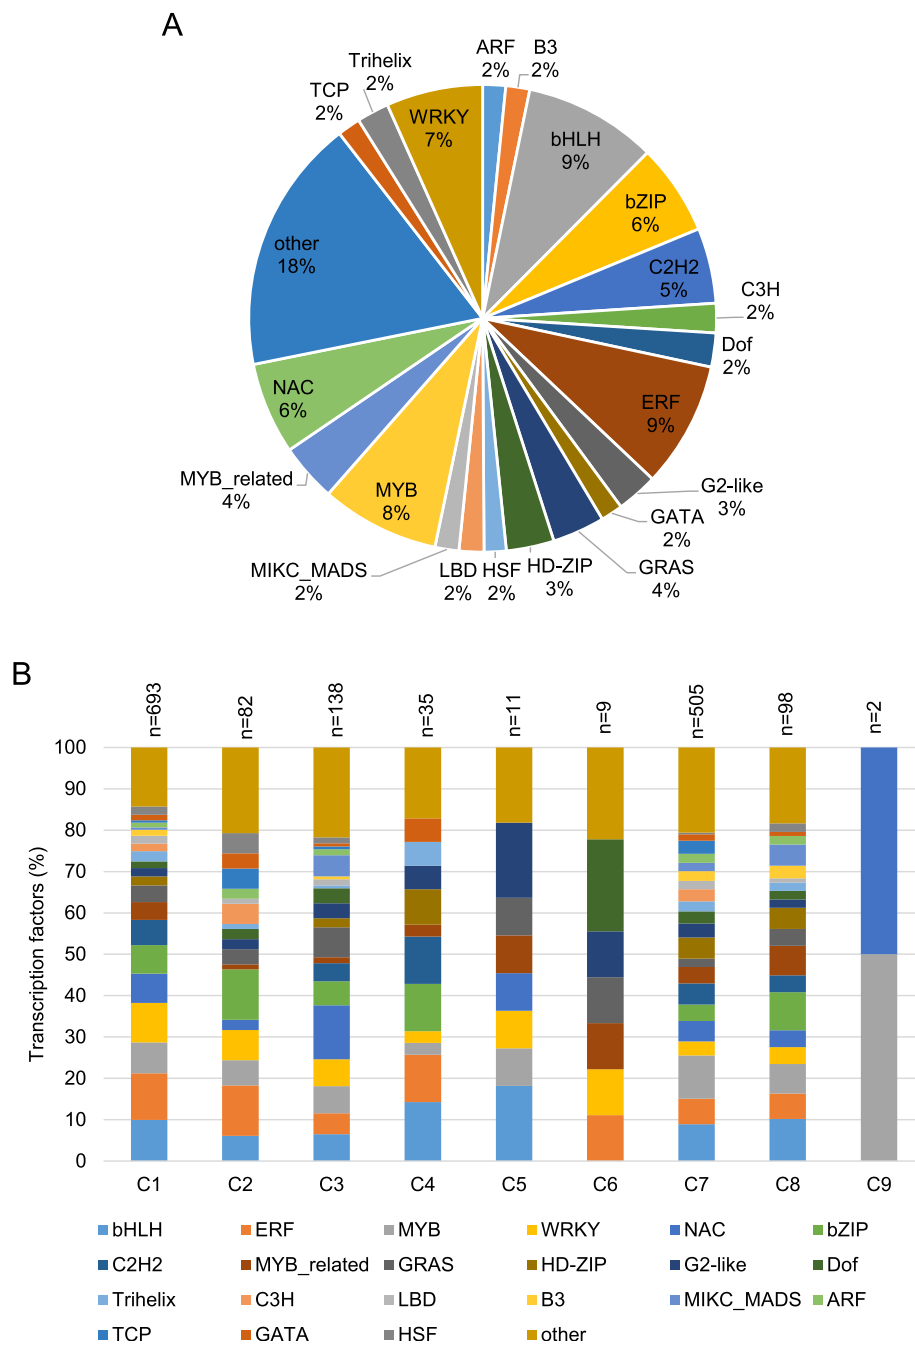 A
ARF
2%
B3
2%
bHLH
9%
bZIP
6%
C2H2
5%
C3H
2%
Dof
2%
ERF
9%
G2-like
3%
GATA
2%
GRAS
4%
HD-ZIP
3%
HSF
2%
LBD
2%
MIKC_MADS
2%
MYB
8%
MYB_related
4%
NAC
6%
other
18%
TCP
2%
Trihelix
2%
WRKY
7%
B
n=693
n=82
n=138
n=35
n=11
n=9
n=505
n=98
n=2
Transcription factors (%)
100
90
80
70
60
50
40
30
20
10
0
C1 C2 C3 C4 C5 C6 C7 C8 C9
bHLH ERF MYB WRKY NAC bZIP
C2H2 MYB_related GRAS HD-ZIP G2-like Dof
Trihelix C3H LBD B3 MIKC_MADS ARF
TCP GATA HSF other